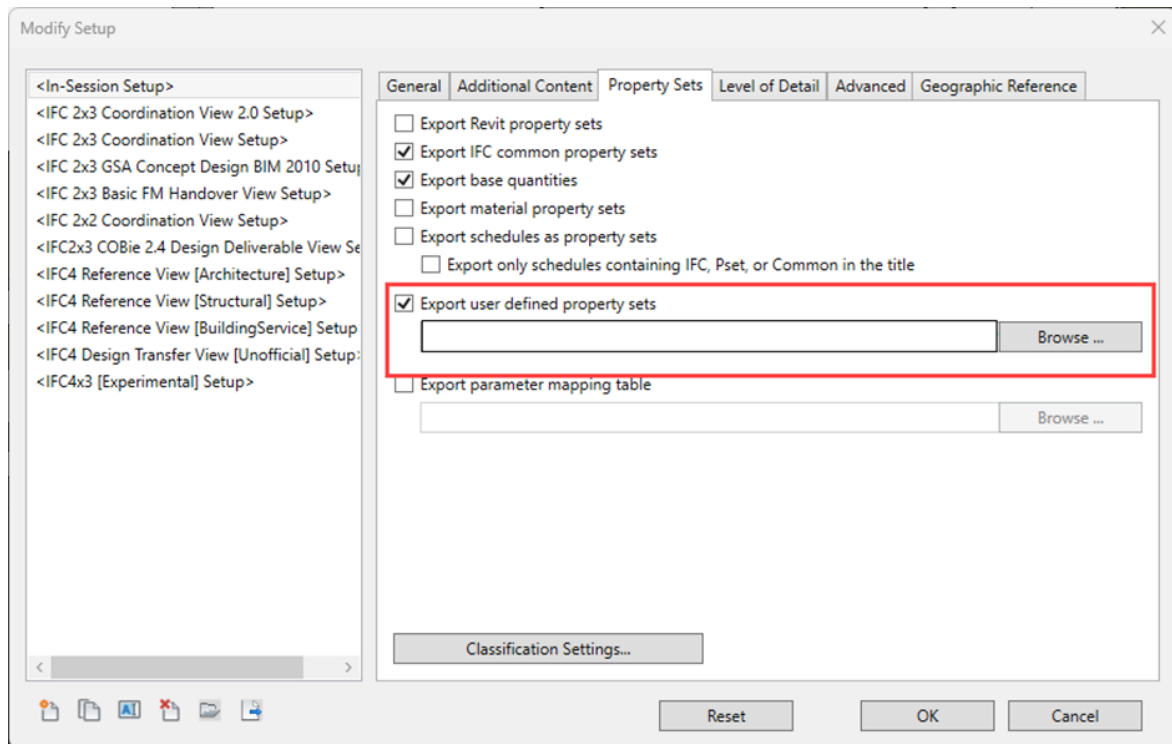 Modify Setup
<In-Session Setup>
<IFC 2x3 Coordination View 2.0 Setup>
<IFC 2x3 Coordination View Setup>
<IFC 2x3 GSA Concept Design BIM 2010 Setup
<IFC 2x3 Basic FM Handover View Setup>
<IFC 2x2 Coordination View Setup>
<IFC2x3 COBie 2.4 Design Deliverable View Se
<IFC4 Reference View [Architecture] Setup>
<IFC4 Reference View [Structural] Setup>
<IFC4 Reference View [BuildingService] Setup
<IFC4 Design Transfer View [Unofficial] Setup>
<IFC4x3 [Experimental] Setup>
General Additional Content Property Sets Level of Detail Advanced Geographic Reference
Export Revit property sets
Export IFC common property sets
Export base quantities
Export material property sets
Export schedules as property sets
Export only schedules containing IFC, Pset, or Common in the title
Export user defined property sets
Browse ...
Export parameter mapping table
Browse ...
Classification Settings...
AI
Reset OK Cancel